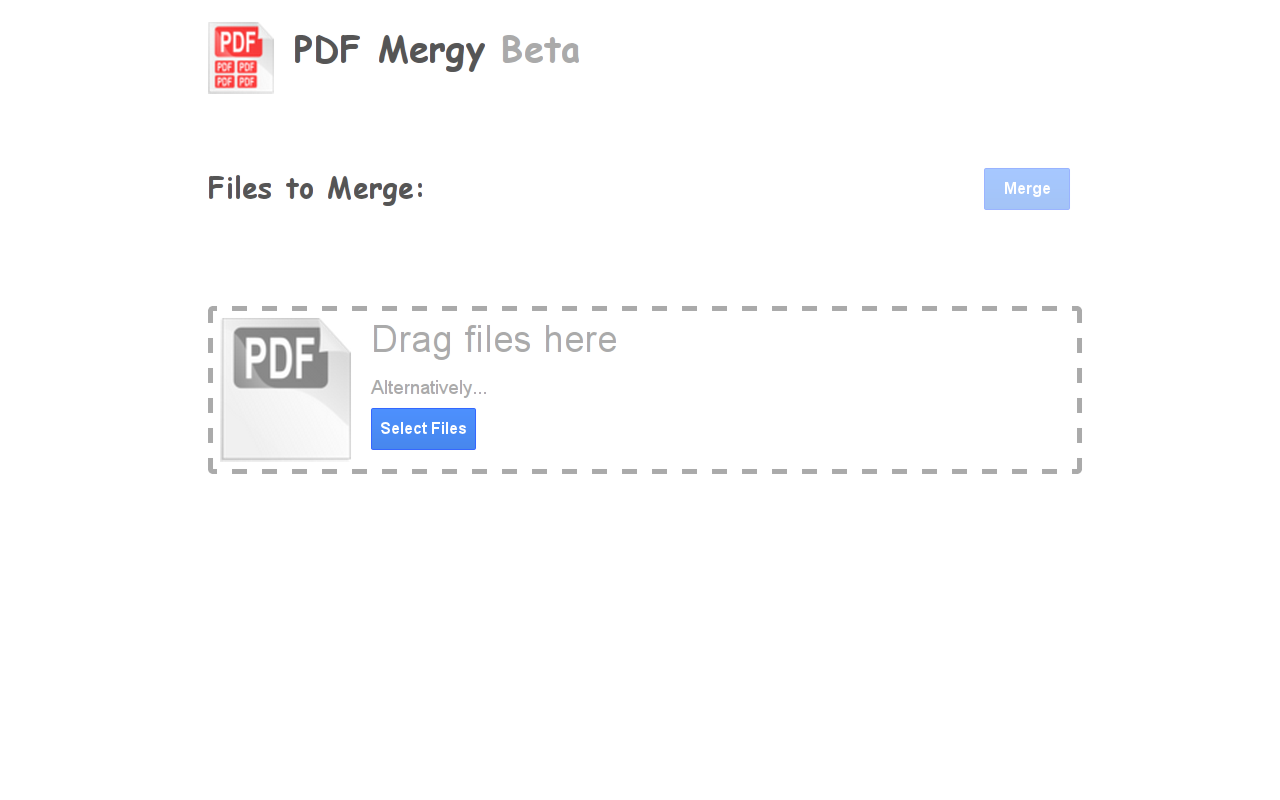 PDF
PDF PDF
PDF PDF
PDF Mergy Beta
Files to Merge:
Merge
PDF
Drag files here
Alternatively...
Select Files